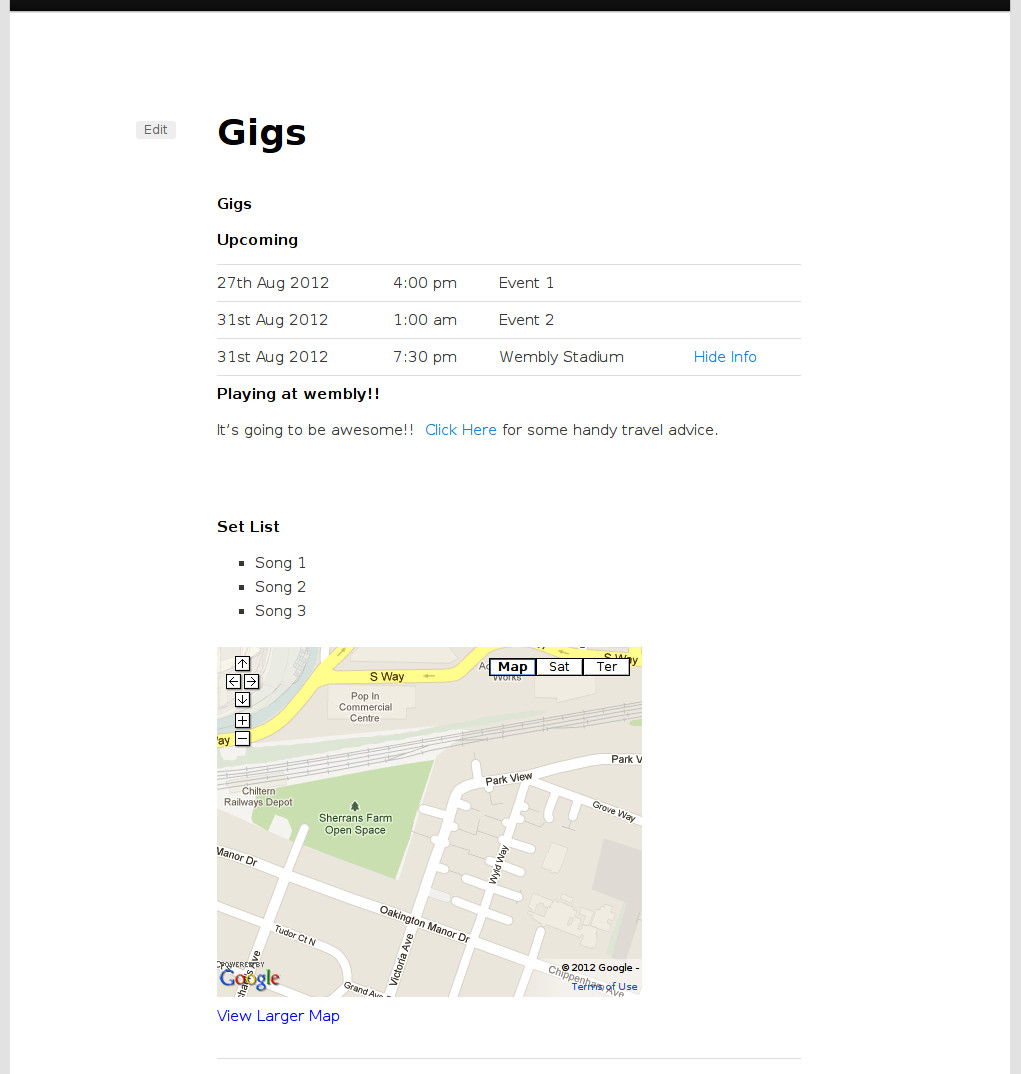 Edit
Gigs
Gigs
Upcoming
27th Aug 2012 4:00 pm Event 1
31st Aug 2012 1:00 am Event 2
31st Aug 2012 7:30 pm Wembly Stadium Hide Info
Playing at wembly!!
It’s going to be awesome!! Click Here for some handy travel advice.
Set List
Song 1
Song 2
Song 3
S Way
S Way
Map Sat Ter
Works
Pop In
Commercial
Centre
ay
Park V
Park View
Chiltern
Railways Depot
Grove Way
Sherrans Farm
Open Space
Manor Dr
Wyld Way
Oakington Manor Dr
Tudor Ct N
Victoria Ave
POWERED BY
Google
Grand Ave
Chippenham Ave
©2012 Google -
Terms of Use
View Larger Map